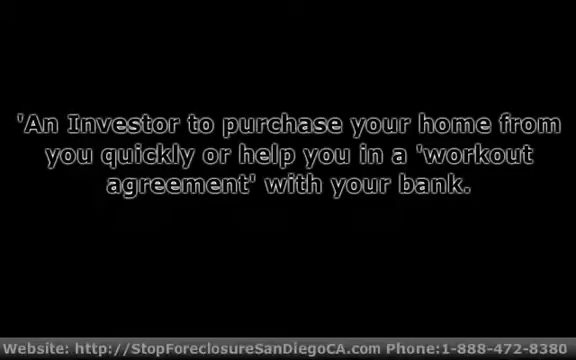 'An Investor to purchase your home from
you quickly or help you in a 'workout
agreement' with your bank.
Website: http://StopForeclosureSanDiegoCA.com Phone:1-888-472-8380